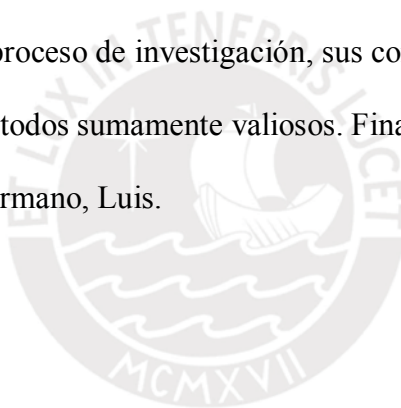 proceso de investigación, sus co
todos sumamente valiosos. Fina
rmano, Luis.
ET LUX IN TENEBRIS LUCET
MCMXVII